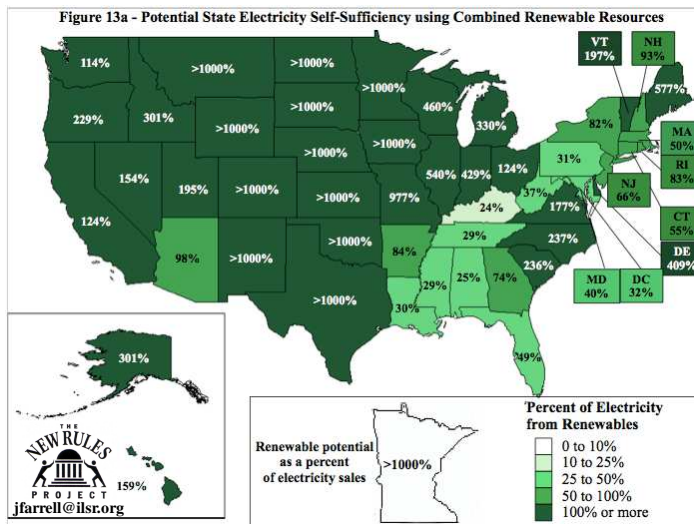 Figure 13a - Potential State Electricity Self-Sufficiency using Combined Renewable Resources
VT
197%
NH
93%
114%
>1000%
>1000%
>1000%
577%
229%
301%
>1000%
>1000%
460%
330%
82%
MA
50%
RI
83%
>1000%
>1000%
154%
195%
>1000%
>1000%
977%
540%
429%
124%
31%
37%
NJ
66%
CT
55%
124%
24%
177%
DE
409%
98%
>1000%
>1000%
84%
29%
237%
236%
MD
40%
DC
32%
>1000%
30%
29%
25%
74%
49%
301%
THE
NEW RULES
PROJECT
159%
jfarrell@ilsr.org
Renewable potential
as a percent
of electricity sales
>1000%
Percent of Electricity
from Renewables
0 to 10%
10 to 25%
25 to 50%
50 to 100%
100% or more